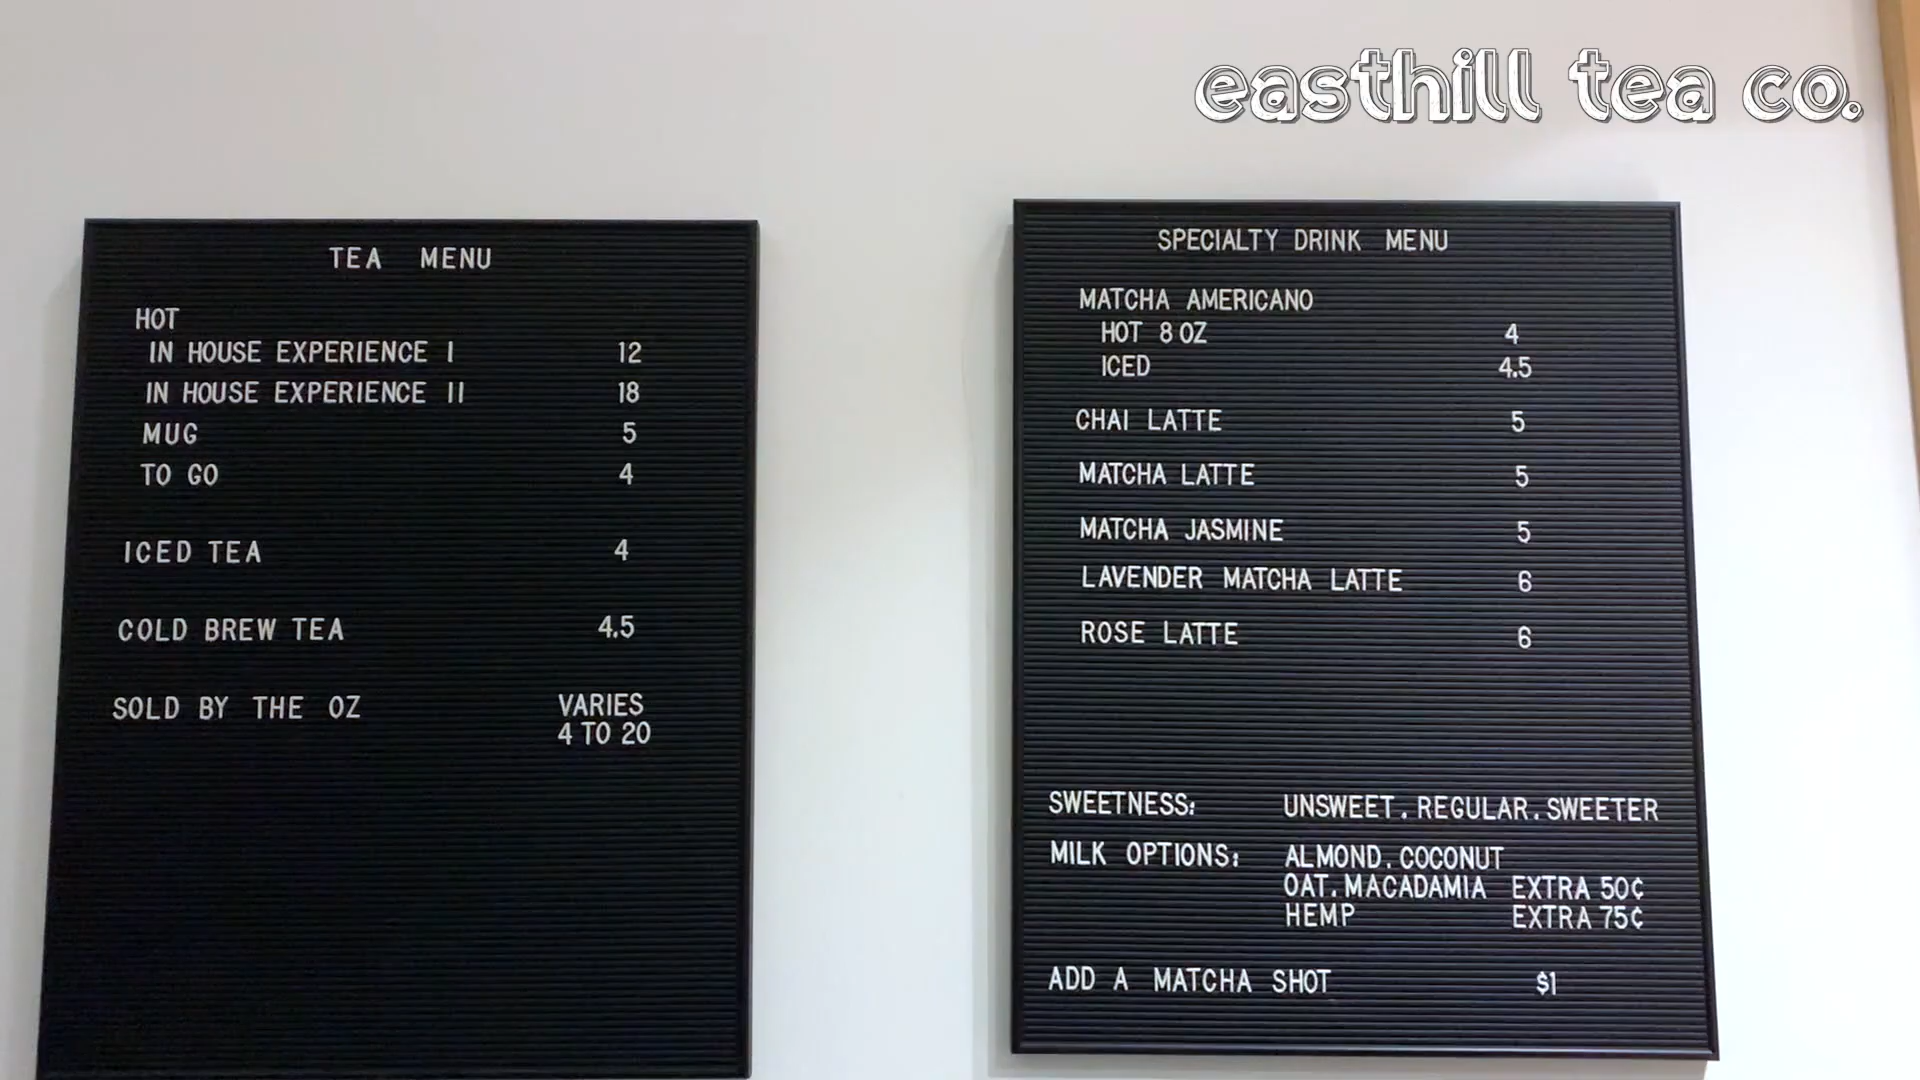 easthill tea co.
TEA MENU
HOT
IN HOUSE EXPERIENCE I 12
IN HOUSE EXPERIENCE II 18
MUG 5
TO GO 4
ICED TEA 4
COLD BREW TEA 4.5
SOLD BY THE OZ VARIES
4 TO 20
SPECIALTY DRINK MENU
MATCHA AMERICANO
HOT 8 OZ 4
ICED 4.5
CHAI LATTE 5
MATCHA LATTE 5
MATCHA JASMINE 5
LAVENDER MATCHA LATTE 6
ROSE LATTE 6
SWEETNESS: UNSWEET. REGULAR. SWEETER
MILK OPTIONS: ALMOND. COCONUT
OAT. MACADAMIA EXTRA 50¢
HEMP EXTRA 75¢
ADD A MATCHA SHOT $1